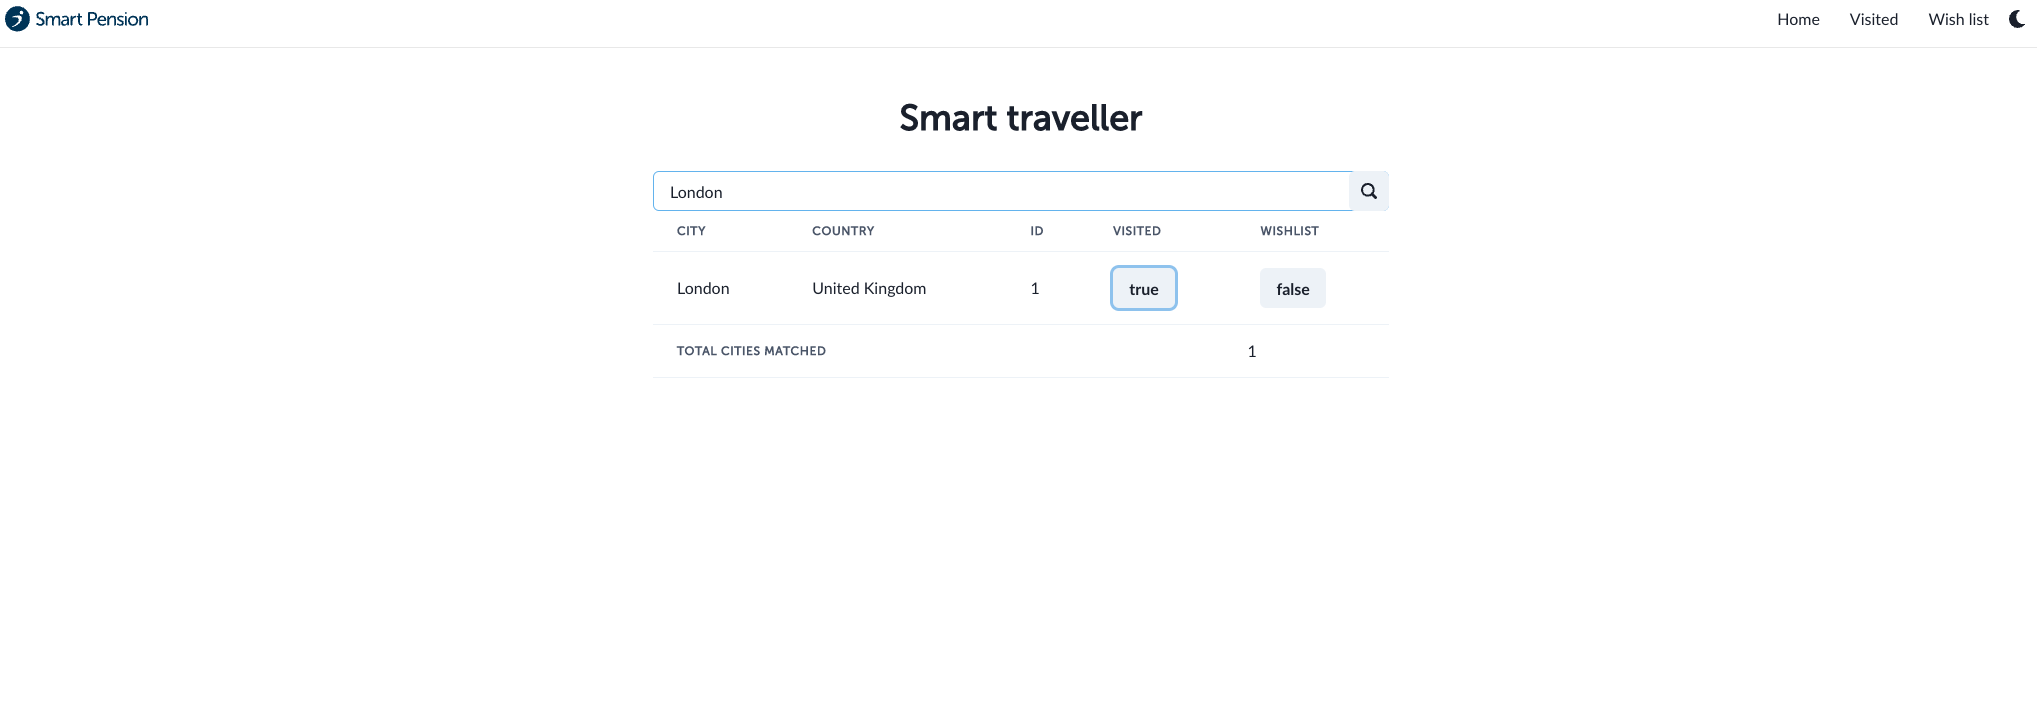 Smart Pension
Home Visited Wish list
Smart traveller
London
CITY COUNTRY ID VISITED WISHLIST
London United Kingdom 1 true false
TOTAL CITIES MATCHED 1